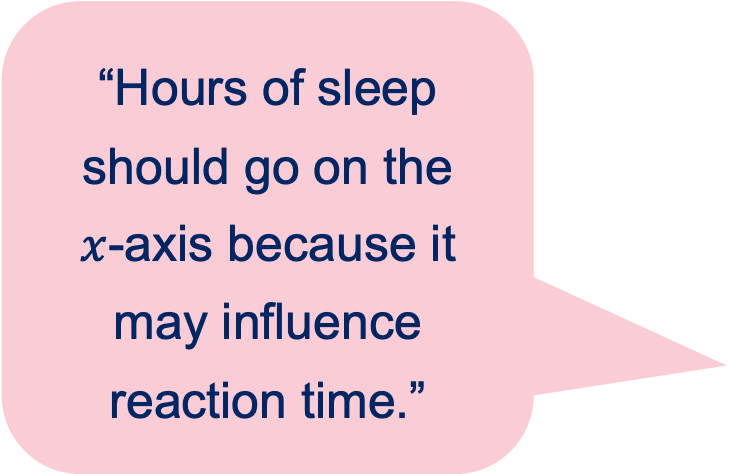 “Hours of sleep
should go on the
𝑥-axis because it
may influence
reaction time.”